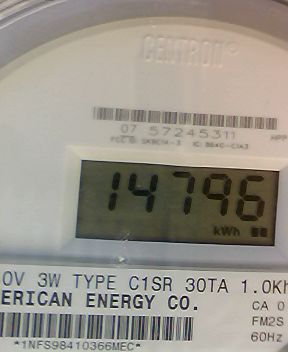 CENTRON®
07 57245311
14796
kWh
0V 3W TYPE C1SR 30TA 1.0Kh
ERICAN ENERGY CO.
CA 0
FM2S
60Hz
*1NFS98410366MEC*